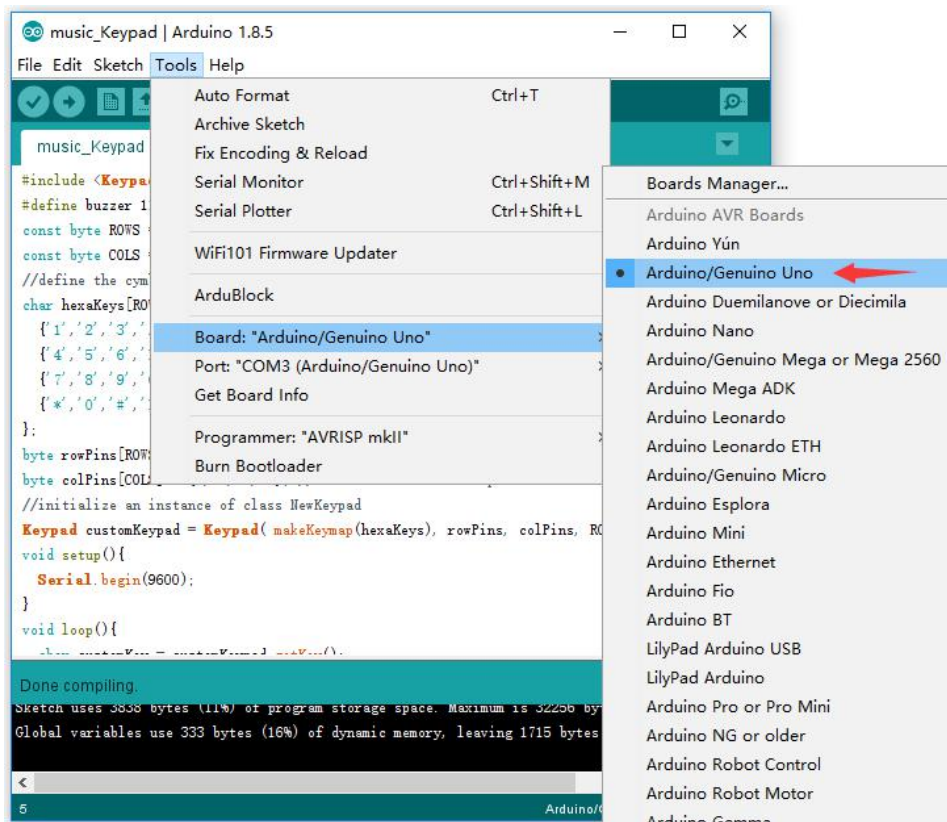 music_Keypad | Arduino 1.8.5
File Edit Sketch Tools Help
music_Keypad
#include <Keypa
#define buzzer 1
const byte ROWS
const byte COLS
//define the cym
char hexaKeys[RO
{'1','2','3','
{'4','5','6','
{'7','8','9','
{'*','0','#','
};
byte rowPins[ROW
byte colPins[COL
//initialize an instance of class NewKeypad
Keypad customKeypad = Keypad( makeKeymap(hexaKeys), rowPins, colPins, RO
void setup(){
Serial.begin(9600);
}
void loop(){
Done compiling.
Sketch uses 3838 bytes (11%) of program storage space. Maximum is 32256 by
Global variables use 333 bytes (16%) of dynamic memory, leaving 1715 bytes
5
Arduino/
Auto Format Ctrl+T
Archive Sketch
Fix Encoding & Reload
Serial Monitor Ctrl+Shift+M
Serial Plotter Ctrl+Shift+L
WiFi101 Firmware Updater
ArduBlock
Board: "Arduino/Genuino Uno"
Port: "COM3 (Arduino/Genuino Uno)"
Get Board Info
Programmer: "AVRISP mkII"
Burn Bootloader
Boards Manager...
Arduino AVR Boards
Arduino Yún
Arduino/Genuino Uno
Arduino Duemilanove or Diecimila
Arduino Nano
Arduino/Genuino Mega or Mega 2560
Arduino Mega ADK
Arduino Leonardo
Arduino Leonardo ETH
Arduino/Genuino Micro
Arduino Esplora
Arduino Mini
Arduino Ethernet
Arduino Fio
Arduino BT
LilyPad Arduino USB
LilyPad Arduino
Arduino Pro or Pro Mini
Arduino NG or older
Arduino Robot Control
Arduino Robot Motor
Arduino Gemma